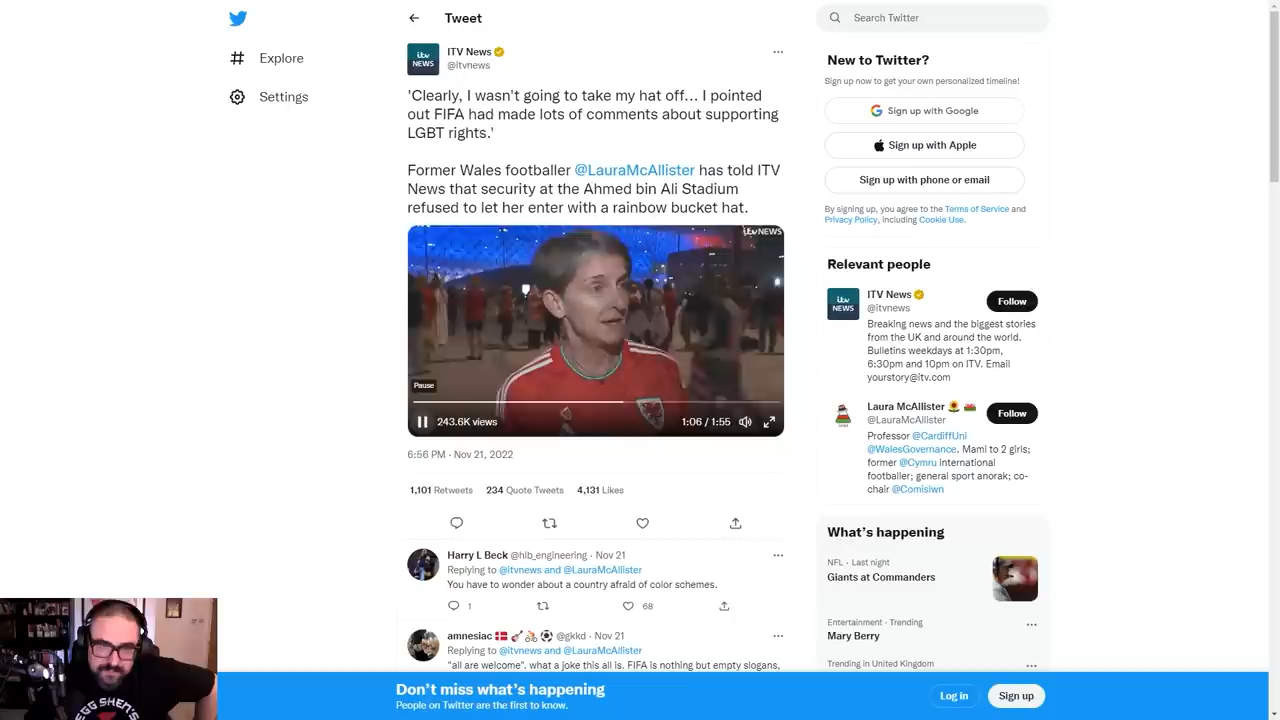 Tweet
Search Twitter
Explore
Settings
itv
NEWS
ITV News
@itvnews
'Clearly, I wasn't going to take my hat off... I pointed
out FIFA had made lots of comments about supporting
LGBT rights.'
Former Wales footballer @LauraMcAllister has told ITV
News that security at the Ahmed bin Ali Stadium
refused to let her enter with a rainbow bucket hat.
itv NEWS
Pause
243.6K views
1:06 / 1:55
6:56 PM · Nov 21, 2022
1,101 Retweets 234 Quote Tweets 4,131 Likes
Harry L Beck @hlb_engineering · Nov 21
Replying to @itvnews and @LauraMcAllister
You have to wonder about a country afraid of color schemes.
1
68
amnesiac 🇩🇰 🎸 🚴 ⚽ @gkkd · Nov 21
Replying to @itvnews and @LauraMcAllister
"all are welcome". what a joke this all is. FIFA is nothing but empty slogans,
New to Twitter?
Sign up now to get your own personalized timeline!
Sign up with Google
Sign up with Apple
Sign up with phone or email
By signing up, you agree to the Terms of Service and
Privacy Policy, including Cookie Use.
Relevant people
itv
NEWS
ITV News
@itvnews
Follow
Breaking news and the biggest stories
from the UK and around the world.
Bulletins weekdays at 1:30pm,
6:30pm and 10pm on ITV. Email
yourstory@itv.com
Laura McAllister 🌻 🏴󠁧󠁢󠁷󠁬󠁳󠁿
@LauraMcAllister
Follow
Professor @CardiffUni
@WalesGovernance. Mami to 2 girls;
former @Cymru international
footballer; general sport anorak; co-
chair @Comisiwn
What's happening
NFL · Last night
Giants at Commanders
Entertainment · Trending
Mary Berry
Trending in United Kingdom
EGG SHEN'S
Don't miss what's happening
People on Twitter are the first to know.
Log in
Sign up